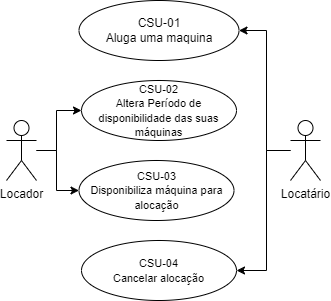 CSU-01
Aluga uma maquina
CSU-02
Altera Período de
disponibilidade das suas
máquinas
Locador
Locatário
CSU-03
Disponibiliza máquina para
alocação
CSU-04
Cancelar alocação